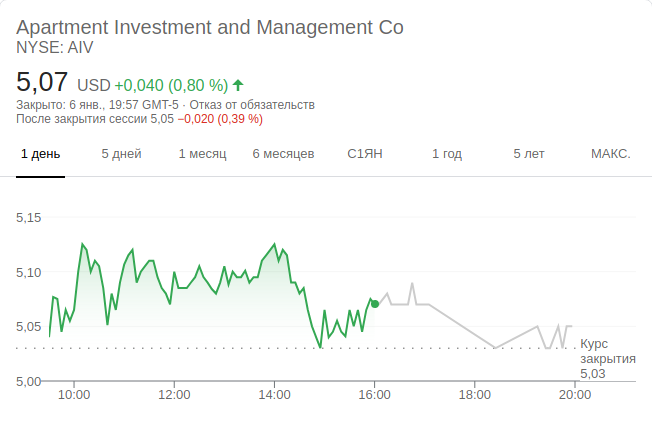 Apartment Investment and Management Co
NYSE: AIV
5,07 USD +0,040 (0,80 %)
Закрыто: 6 янв., 19:57 GMT-5 · Отказ от обязательств
После закрытия сессии 5,05 −0,020 (0,39 %)
1 день 5 дней 1 месяц 6 месяцев С1ЯН 1 год 5 лет МАКС.
5,15
5,10
5,05
Курс
закрытия
5,03
5,00
10:00 12:00 14:00 16:00 18:00 20:00